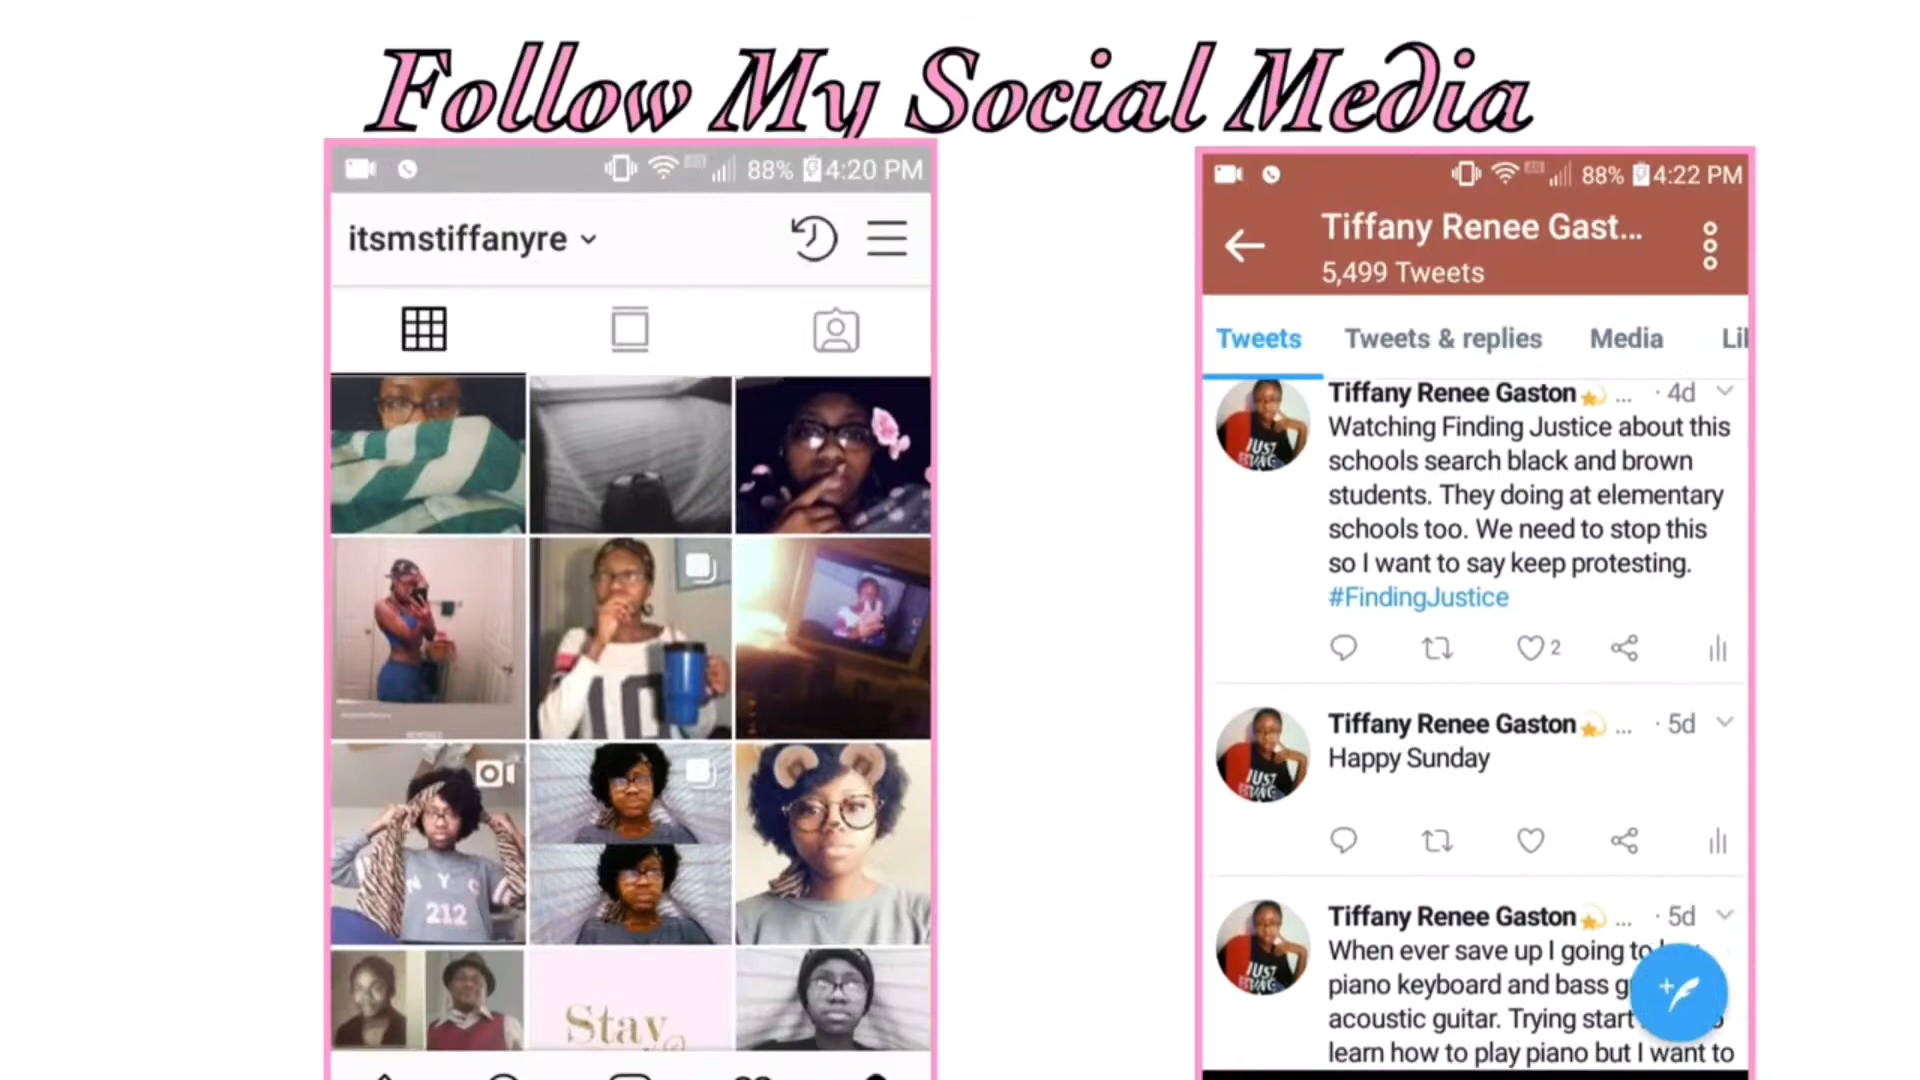 Follow My Social Media
88% 4:20 PM
itsmstiffanyre
N Y C
212
10
Stay
88% 4:22 PM
Tiffany Renee Gast...
5,499 Tweets
Tweets Tweets & replies Media Lil
Tiffany Renee Gaston ... · 4d
Watching Finding Justice about this
schools search black and brown
students. They doing at elementary
schools too. We need to stop this
so I want to say keep protesting.
#FindingJustice
2
Tiffany Renee Gaston ... · 5d
Happy Sunday
Tiffany Renee Gaston ... · 5d
When ever save up I going to
piano keyboard and bass g
acoustic guitar. Trying start
learn how to play piano but I want to
JUST